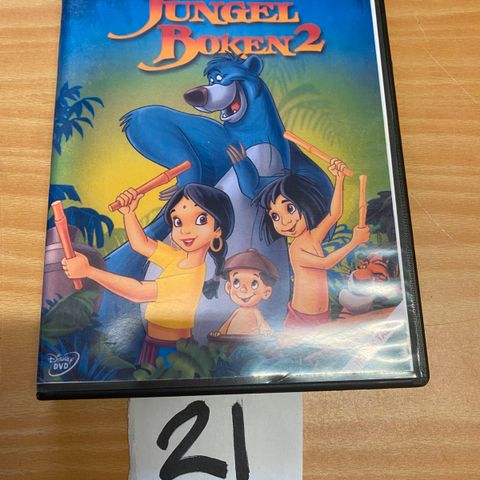 JUNGEL
BOKEN 2
DISNEY
DVD
21